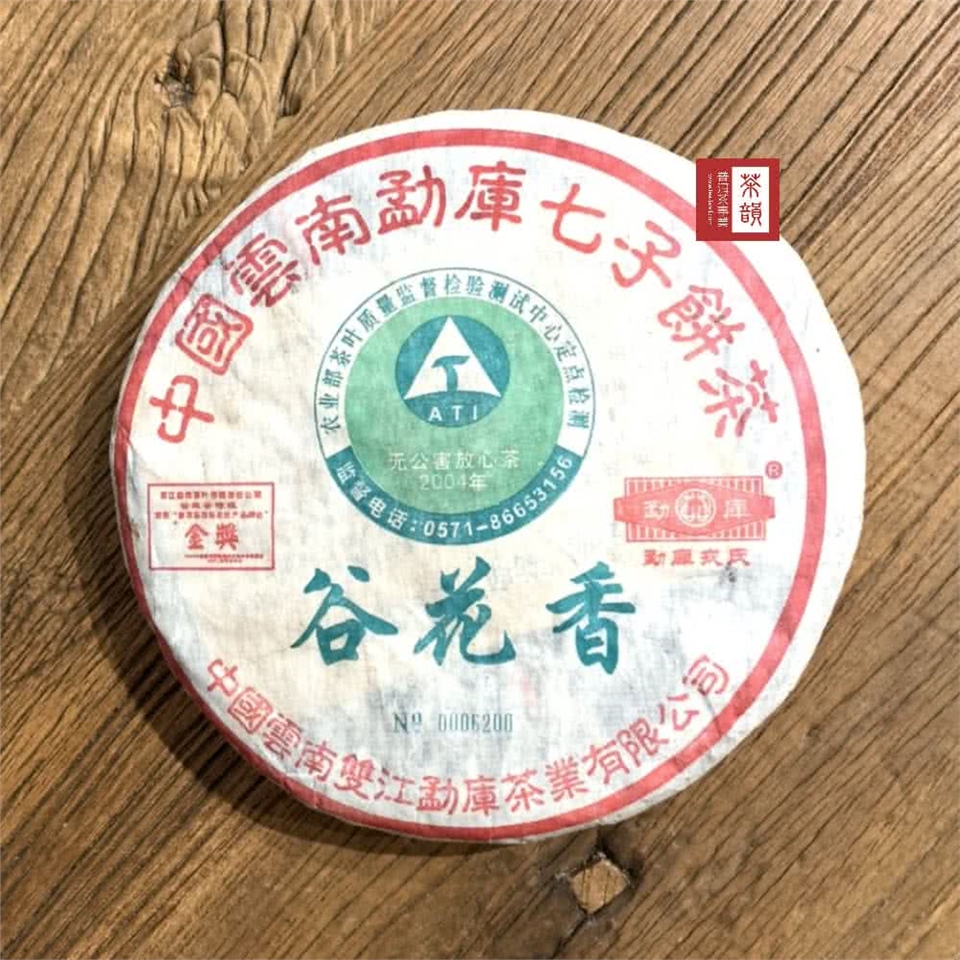 茶韻
中國雲南勐庫七子餅茶
农业部茶叶质量监督检验测试中心定点检测
ATI
无公害放心茶
2004年
监督电话:0571-86653156
金獎
®
勐庫
勐庫戎氏
谷花香
№ 0006200
中國雲南雙江勐庫茶業有限公司